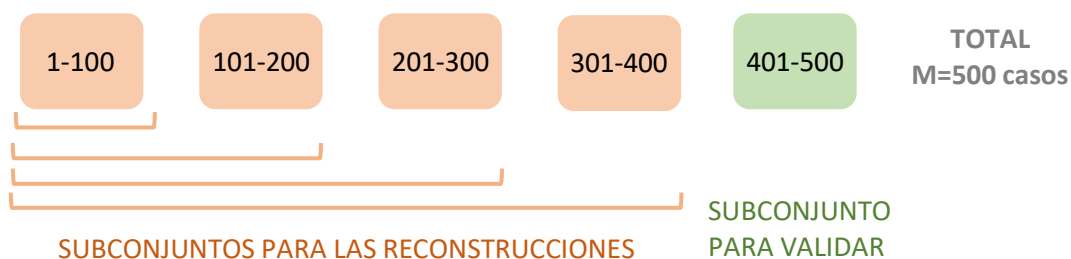 1-100
101-200
201-300
301-400
401-500
TOTAL
M=500 casos
SUBCONJUNTOS PARA LAS RECONSTRUCCIONES
SUBCONJUNTO
PARA VALIDAR